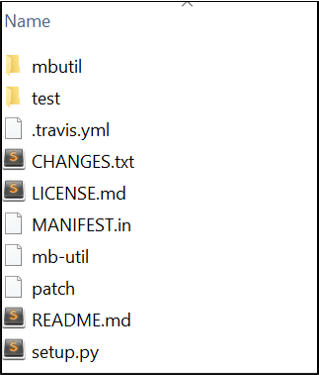 Name
mbutil
test
.travis.yml
CHANGES.txt
LICENSE.md
MANIFEST.in
mb-util
patch
README.md
setup.py